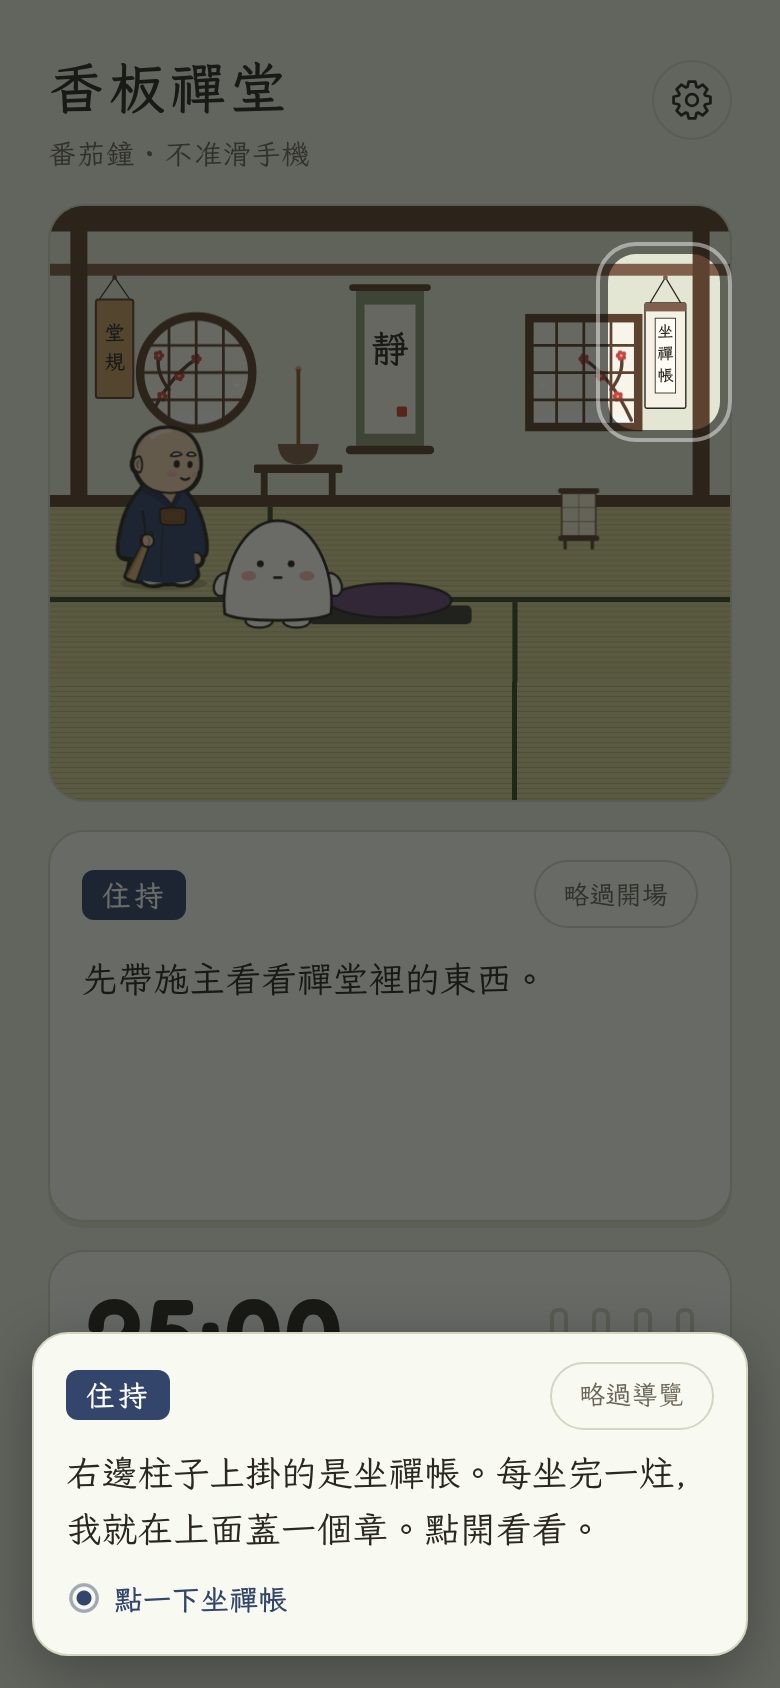 香板禪堂
番茄鐘・不准滑手機
堂規
靜
坐禪帳
住持
略過開場
先帶施主看看禪堂裡的東西。
25:00
住持
略過導覽
右邊柱子上掛的是坐禪帳。每坐完一炷,
我就在上面蓋一個章。點開看看。
點一下坐禪帳